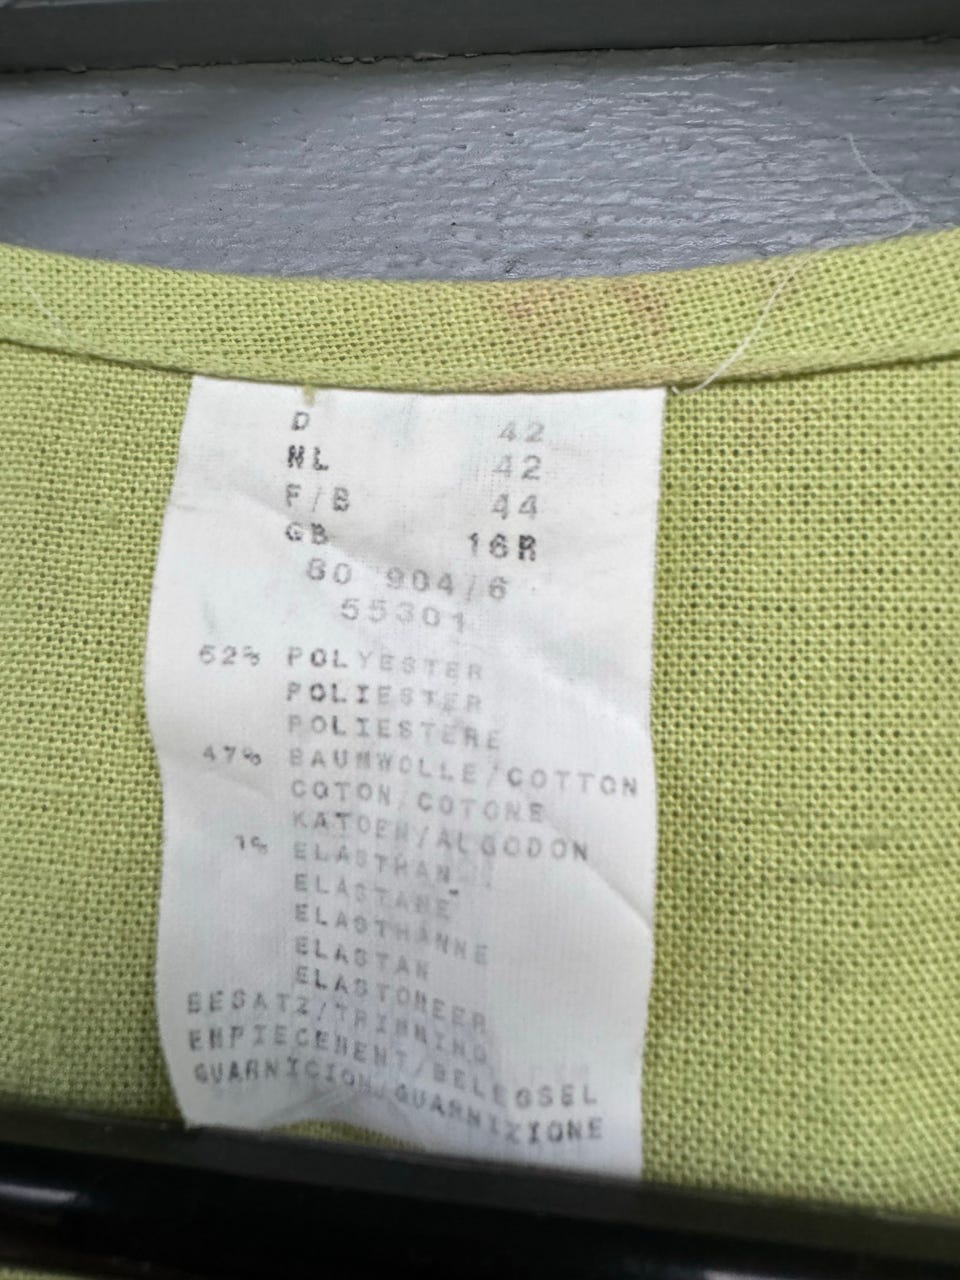 D 42
NL 42
F/B 44
GB 16R
80 904/6
55301
52% POLYESTER
POLIESTER
POLIESTERE
47% BAUMWOLLE/COTTON
COTON/COTONE
KATOEN/ALGODON
1% ELASTHAN
ELASTANE
ELASTHANNE
ELASTAN
ELASTOMEER
BESATZ/TRIMMING
EMPIECEMENT/BELEGSEL
GUARNICION/GUARNIZIONE